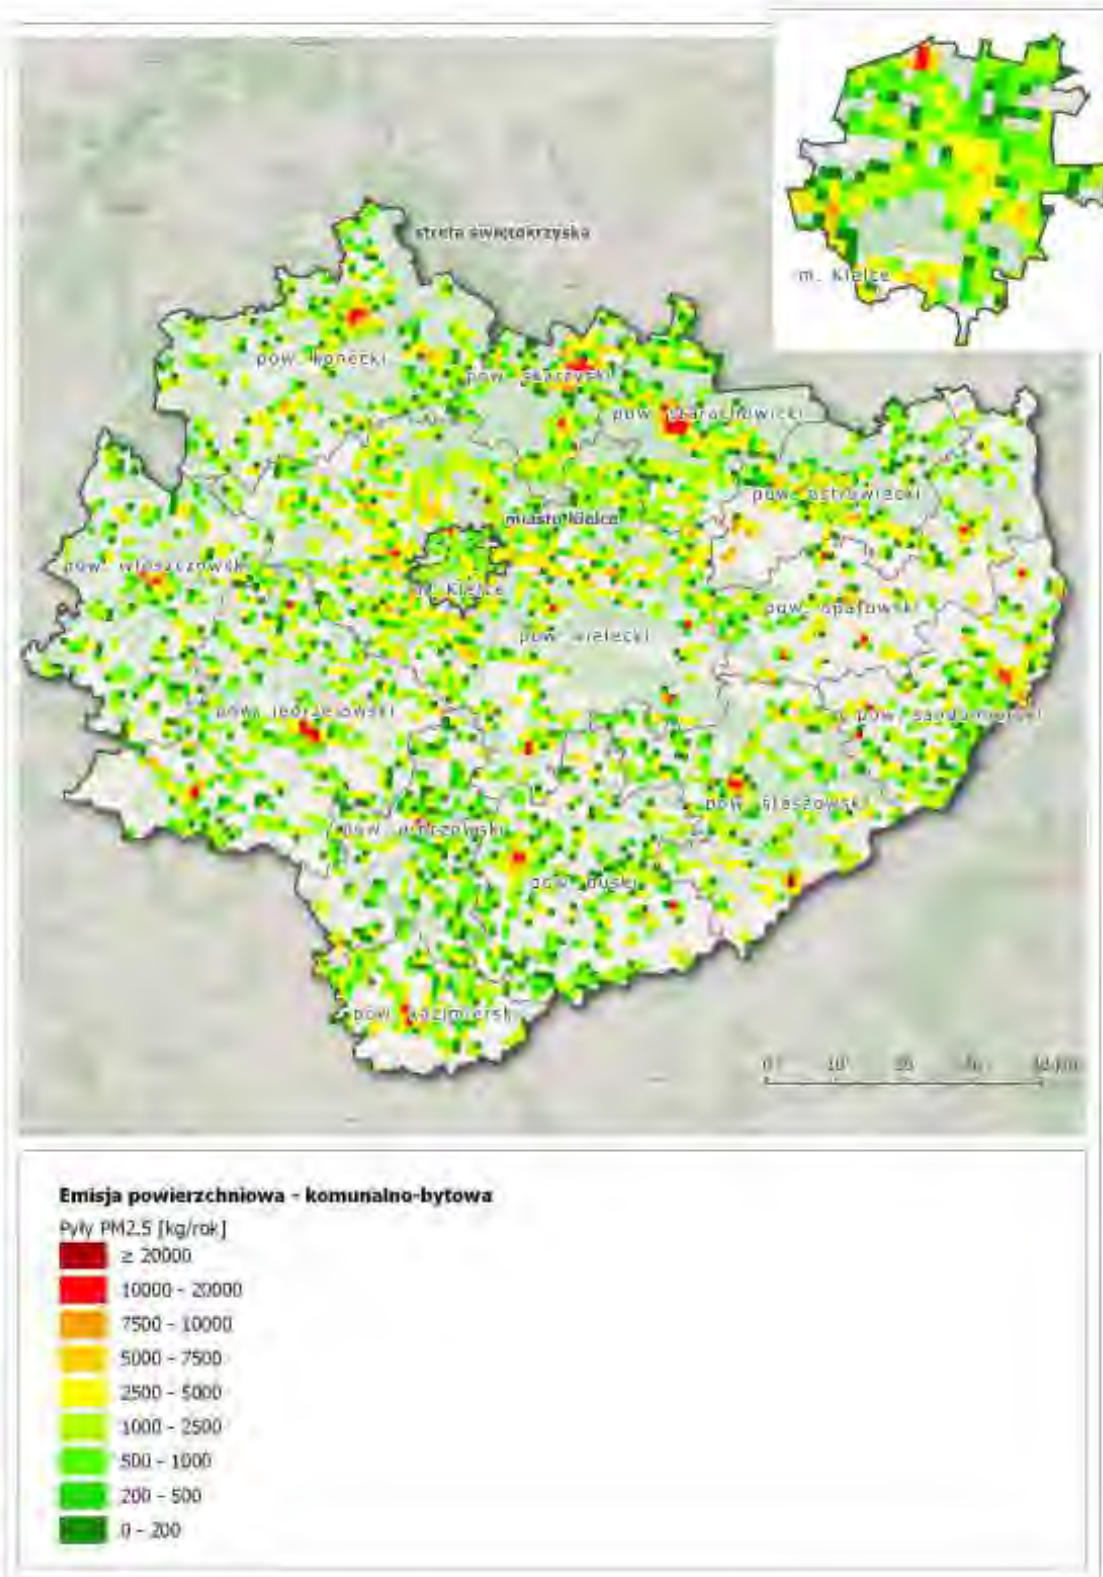 m. Kielce
strefa świętokrzyska
pow. konecki
pow. skarżyski
pow. starachowicki
pow. ostrowiecki
miasto Kielce
pow. włoszczowski
m. Kielce
pow. opatowski
pow. kielecki
pow. jędrzejowski
pow. sandomierski
pow. staszowski
pow. pińczowski
pow. buski
pow. kazimierski
0 10 20
Emisja powierzchniowa - komunalno-bytowa
Pyły PM2.5 [kg/rok]
≥ 20000
10000 - 20000
7500 - 10000
5000 - 7500
2500 - 5000
1000 - 2500
500 - 1000
200 - 500
0 - 200